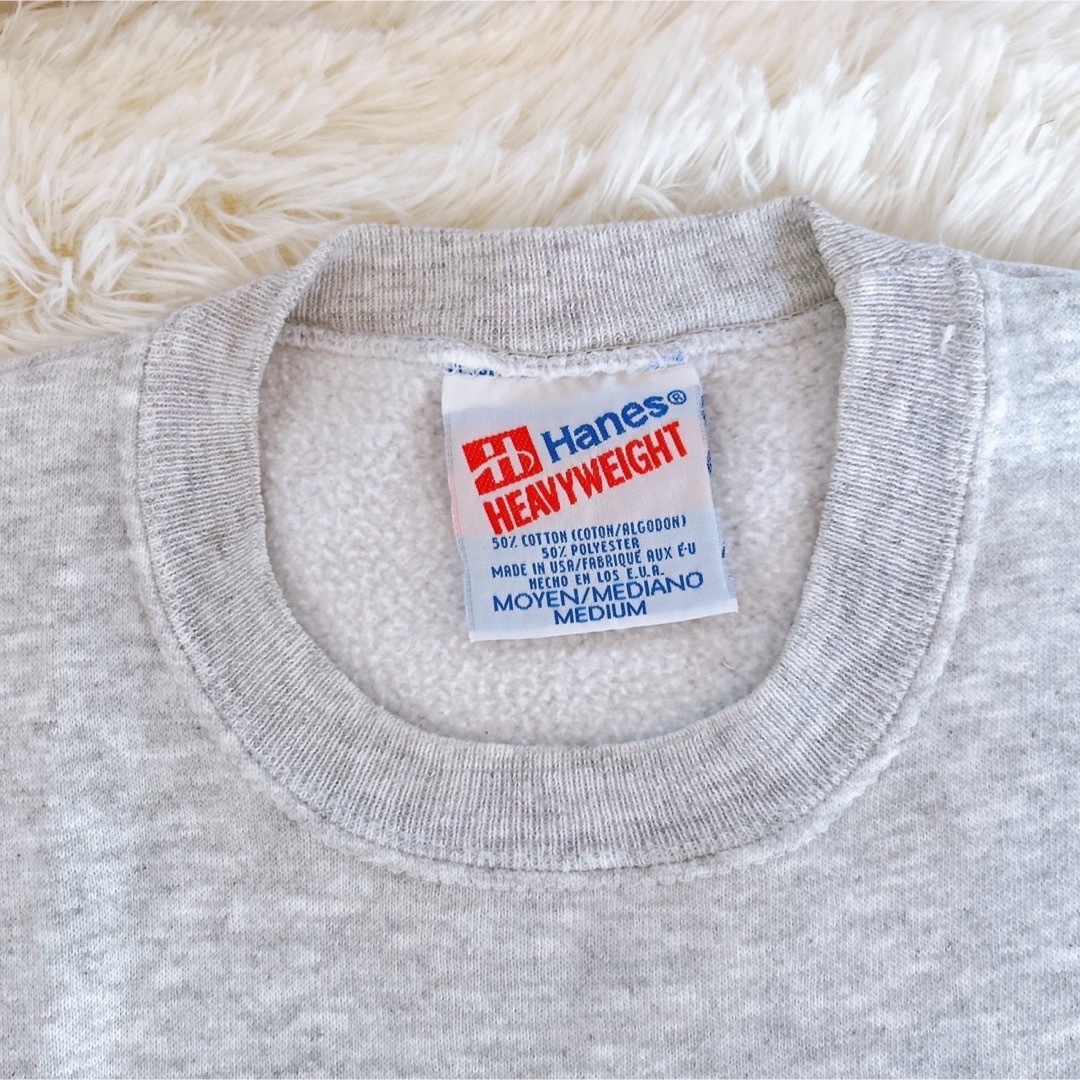 Hanes®
HEAVYWEIGHT
50% COTTON (COTON/ALGODON)
50% POLYESTER
MADE IN USA/FABRIQUÉ AUX É-U
HECHO EN LOS E.U.A.
MOYEN/MEDIANO
MEDIUM